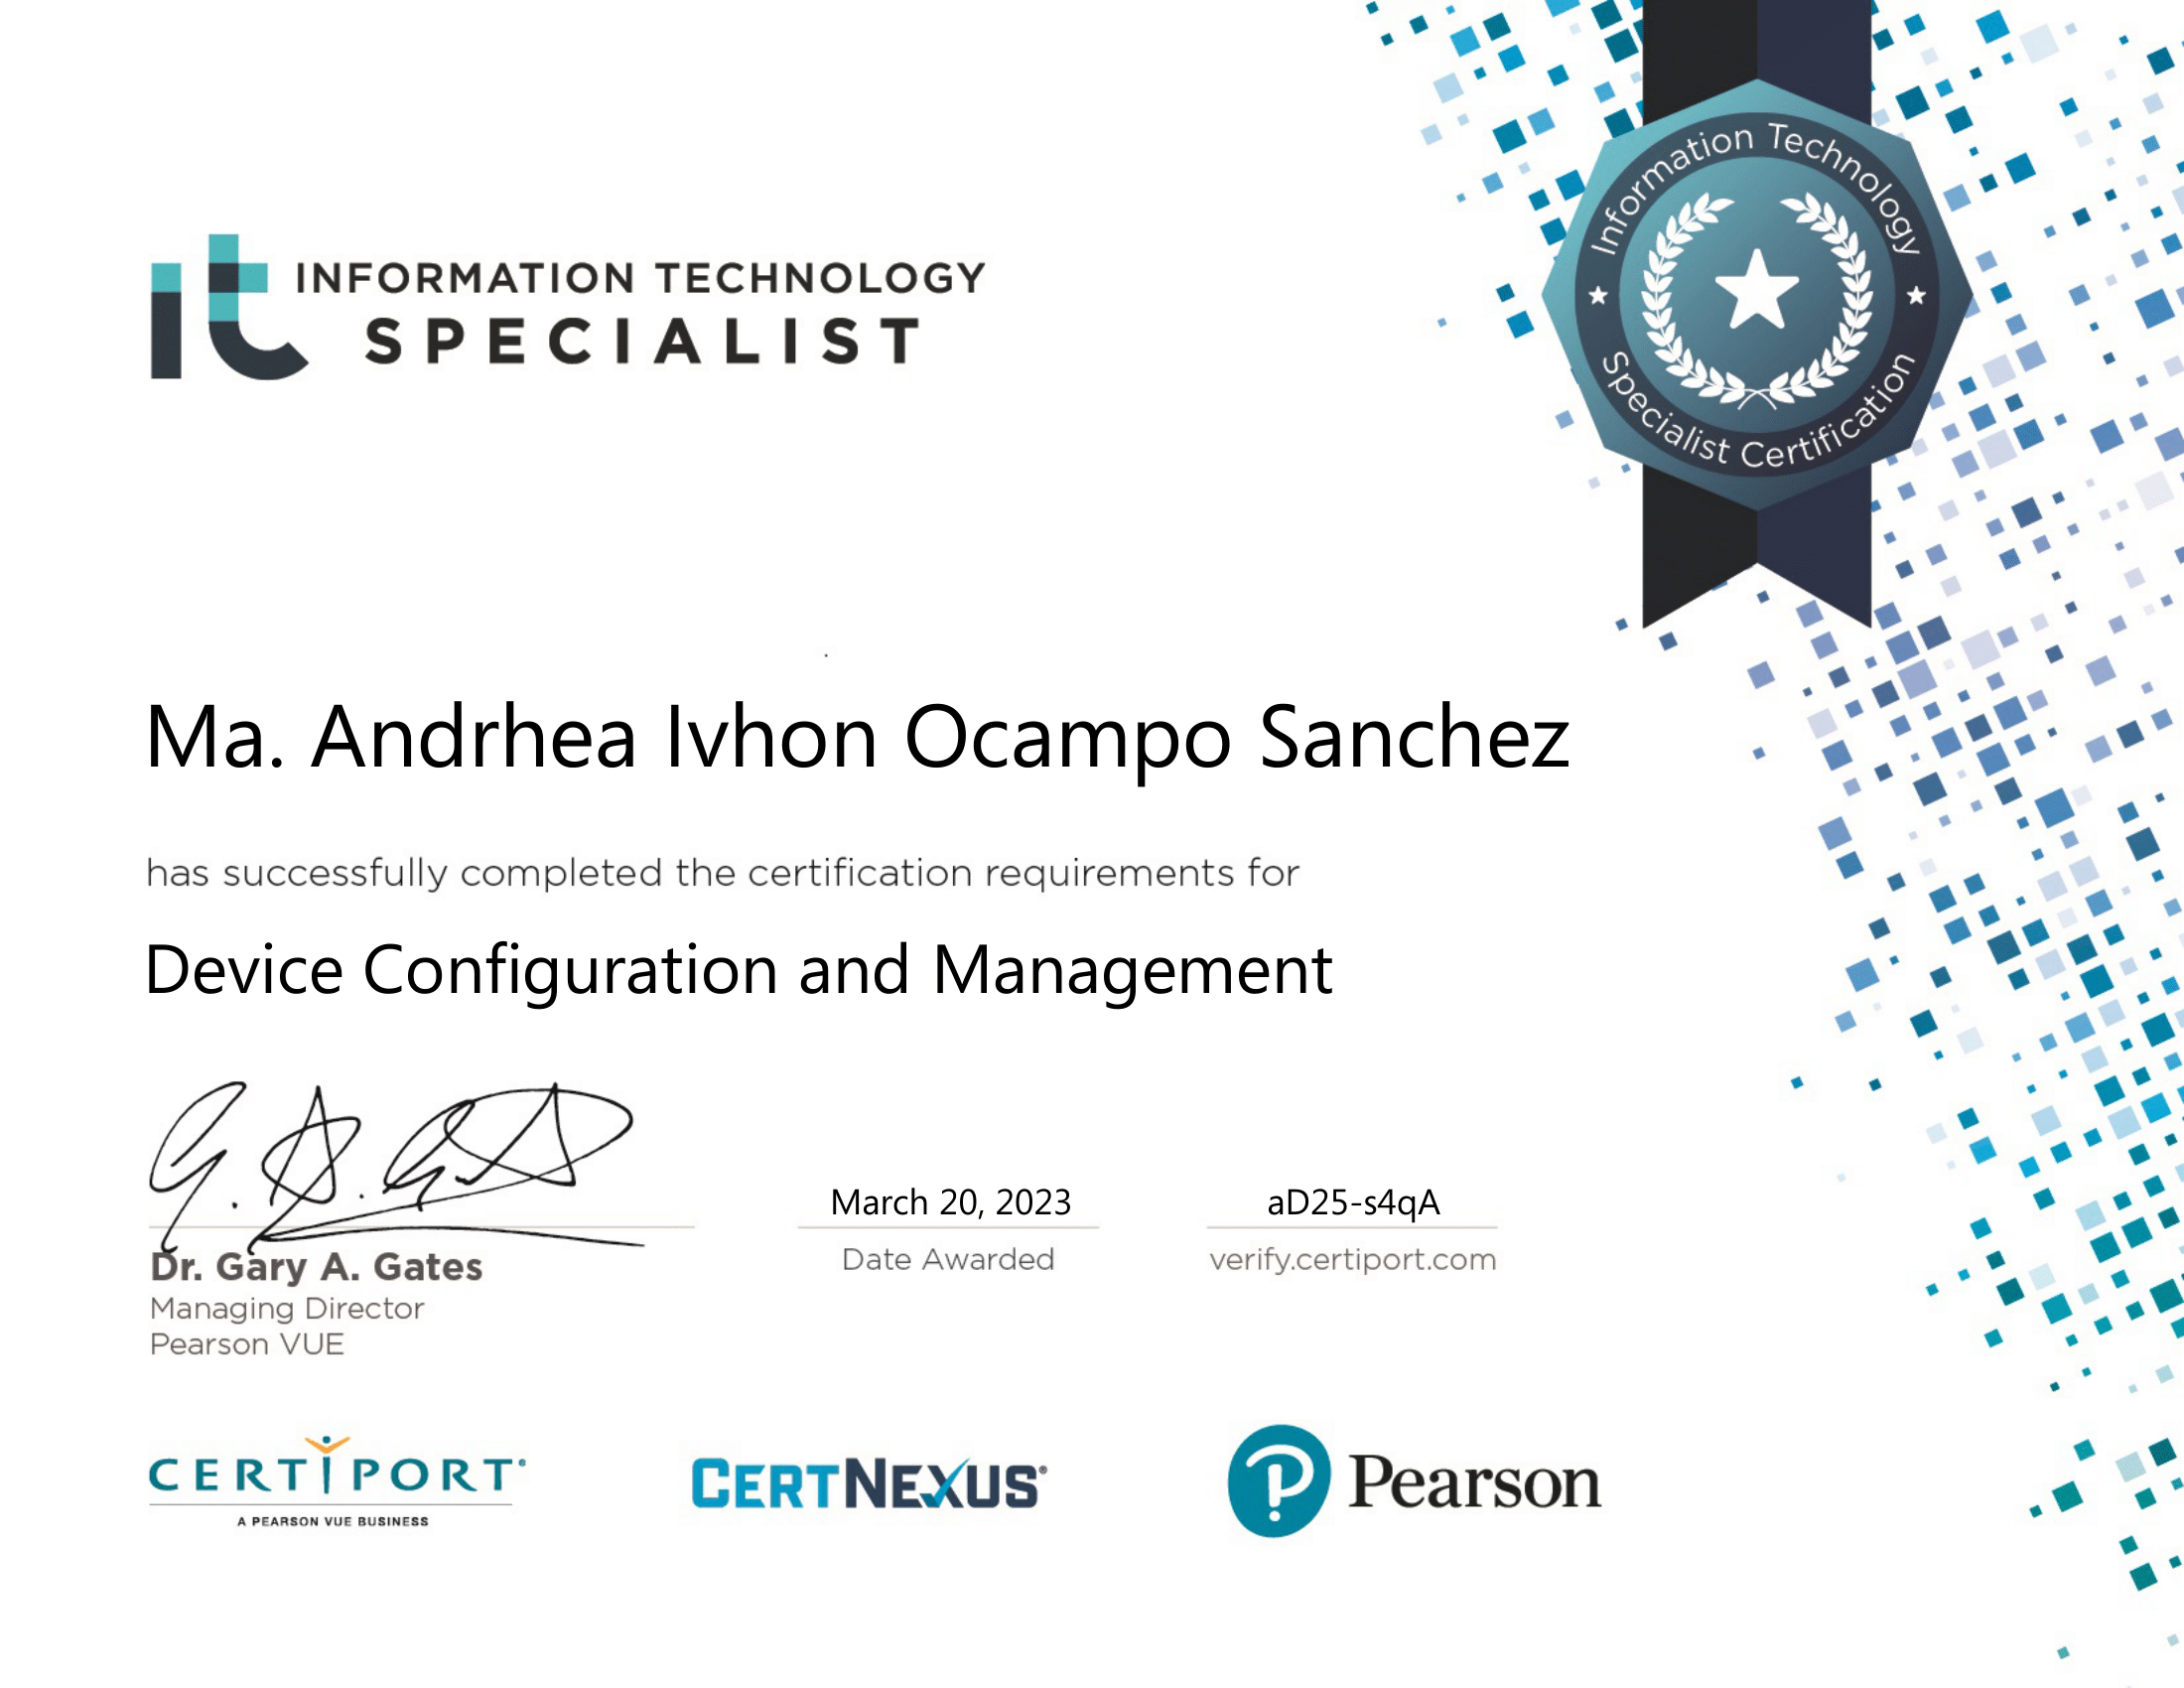 it INFORMATION TECHNOLOGY
SPECIALIST
Information Technology
Specialist Certification
Ma. Andrhea Ivhon Ocampo Sanchez
has successfully completed the certification requirements for
Device Configuration and Management
G. A. Gates
Dr. Gary A. Gates
Managing Director
Pearson VUE
March 20, 2023
Date Awarded
aD25-s4qA
verify.certiport.com
CERTIPORT®
A PEARSON VUE BUSINESS
CERTNEXUS®
P Pearson